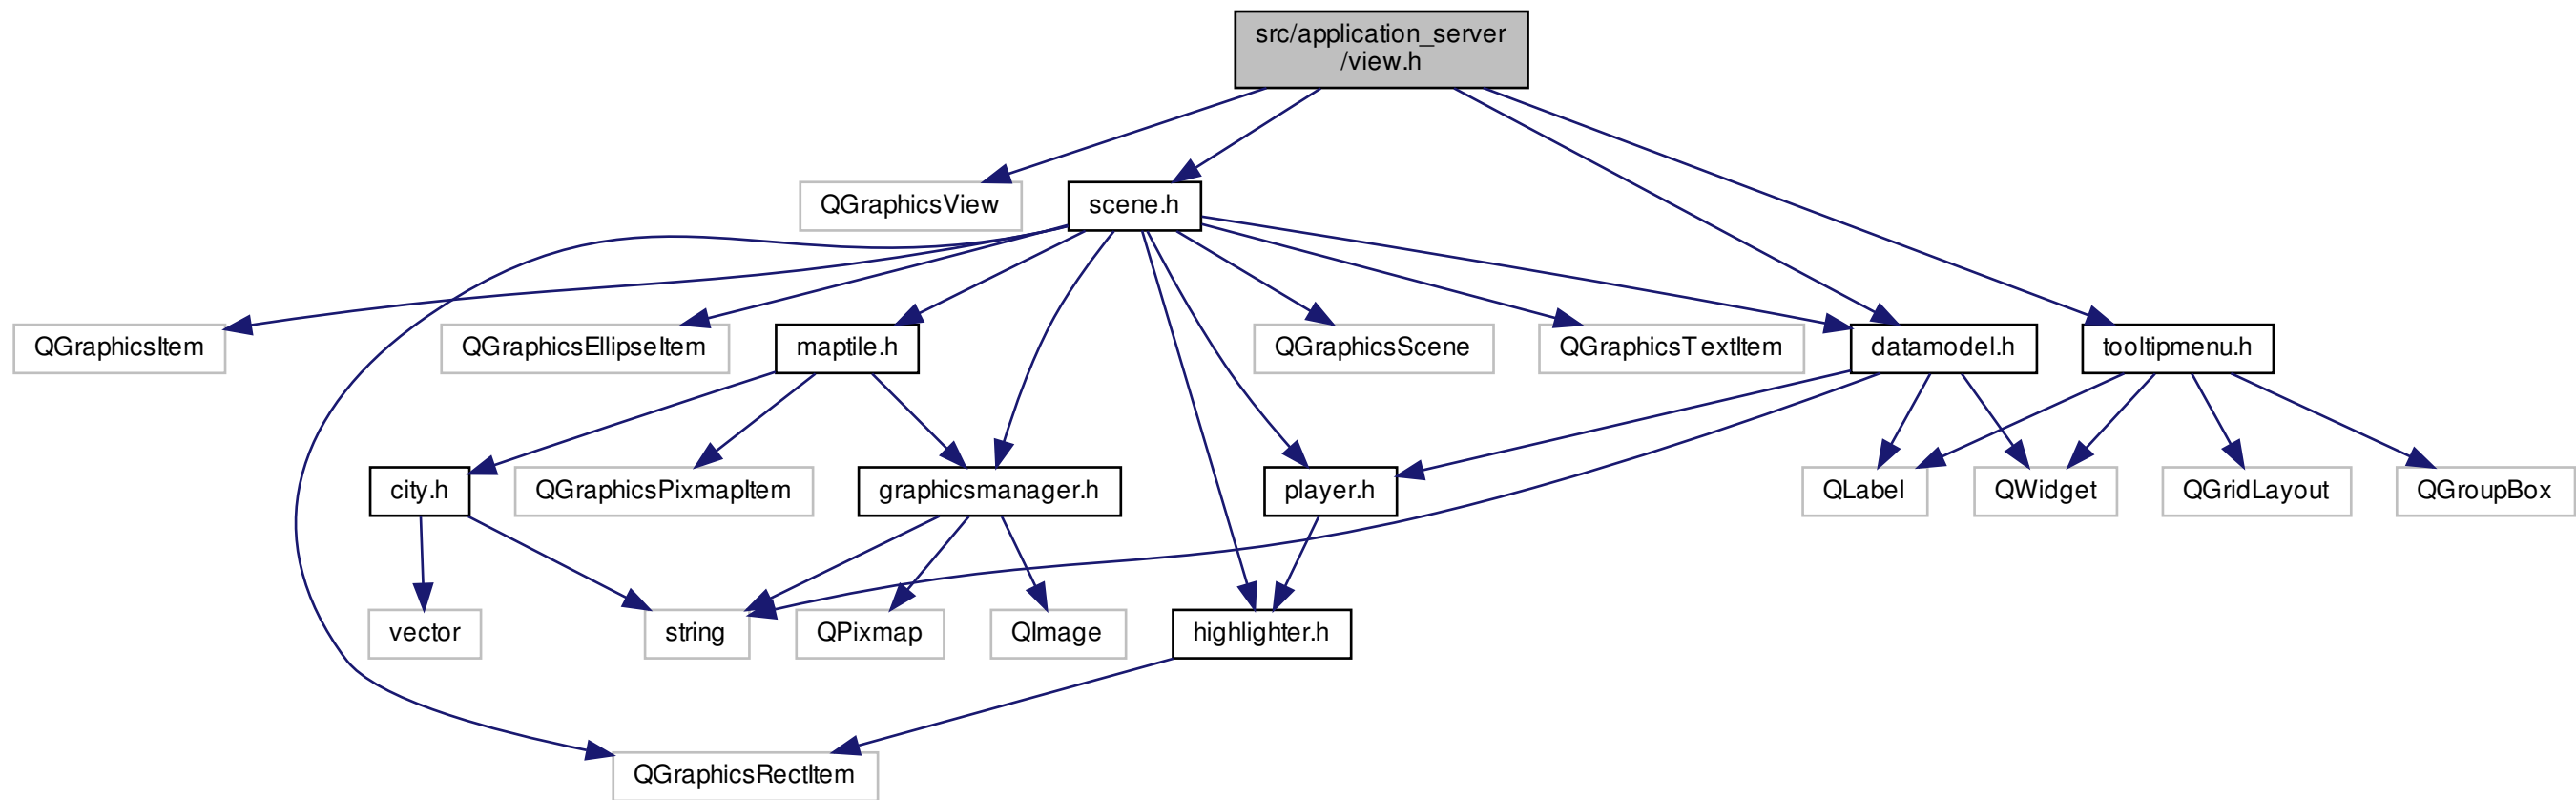 src/application_server
/view.h
QGraphicsView
scene.h
QGraphicsItem
QGraphicsEllipseItem
maptile.h
QGraphicsScene
QGraphicsTextItem
datamodel.h
tooltipmenu.h
city.h
QGraphicsPixmapItem
graphicsmanager.h
player.h
QLabel
QWidget
QGridLayout
QGroupBox
vector
string
QPixmap
QImage
highlighter.h
QGraphicsRectItem